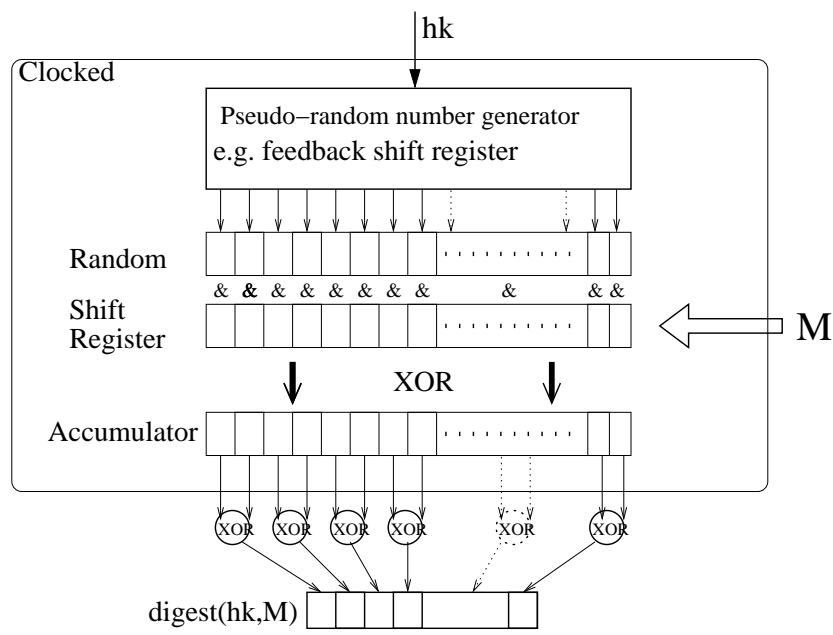 hk
Clocked
Pseudo−random number generator
e.g. feedback shift register
Random
& & & & & & & & & & &
Shift
Register
M
XOR
Accumulator
XOR XOR XOR XOR XOR XOR
digest(hk,M)